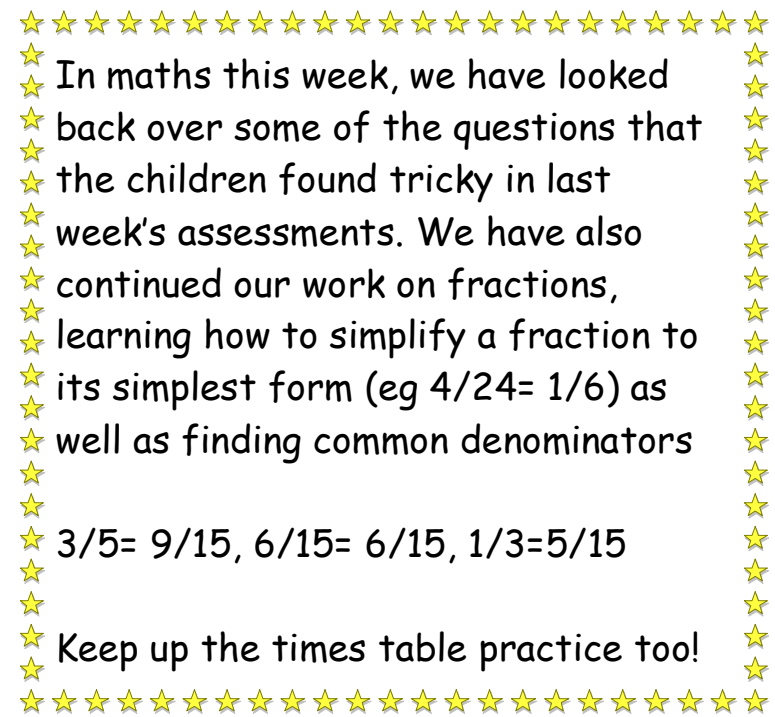 In maths this week, we have looked
back over some of the questions that
the children found tricky in last
week's assessments. We have also
continued our work on fractions,
learning how to simplify a fraction to
its simplest form (eg 4/24= 1/6) as
well as finding common denominators
3/5= 9/15, 6/15= 6/15, 1/3=5/15
Keep up the times table practice too!